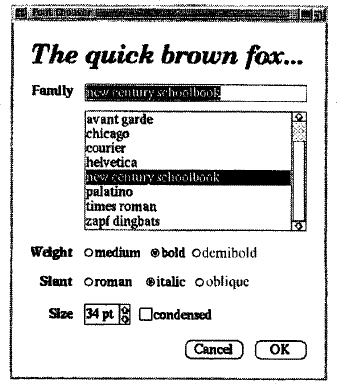 Font Chooser
The quick brown fox...
Family new century schoolbook
avant garde
chicago
courier
helvetica
new century schoolbook
palatino
times roman
zapf dingbats
Weight medium bold demibold
Slant roman italic oblique
Size 34 pt condensed
Cancel OK